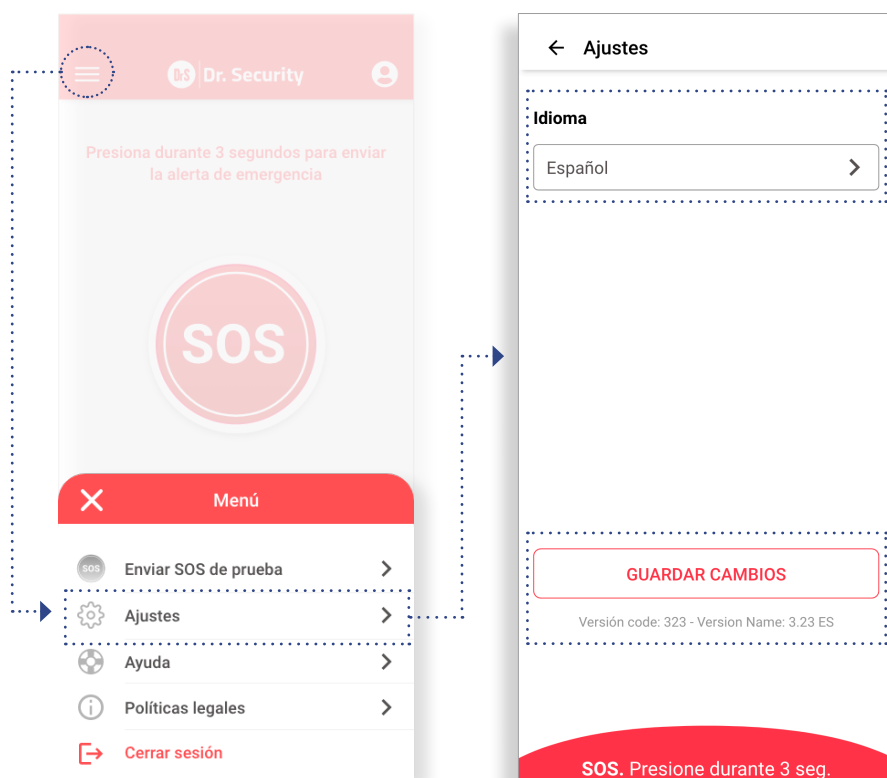 DrS Dr. Security
Presiona durante 3 segundos para enviar
la alerta de emergencia
SOS
Menú
SOS
Enviar SOS de prueba
Ajustes
Ayuda
Políticas legales
Cerrar sesión
Ajustes
Idioma
Español
GUARDAR CAMBIOS
Versión code: 323 - Version Name: 3.23 ES
SOS. Presione durante 3 seg.